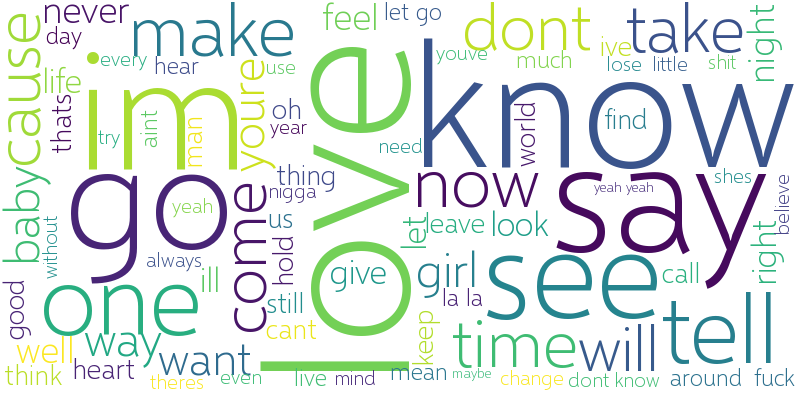 never
day
make
feel
let go
dont
take
night
cause
every
hear
youve
ive
much
lose
little
shit
life
im
youre
use
love
know
thats
oh
year
try
aint
man
need
world
find
baby
go
come
thing
nigga
now
say
yeah yeah
shes
believe
yeah
us
let
leave
look
without
always
ill
hold
give
girl
see
call
right
good
one
still
la la
cant
keep
time
will
tell
well
way
want
think
heart
theres
even
live
mind
mean
maybe
change
dont know
around
fuck